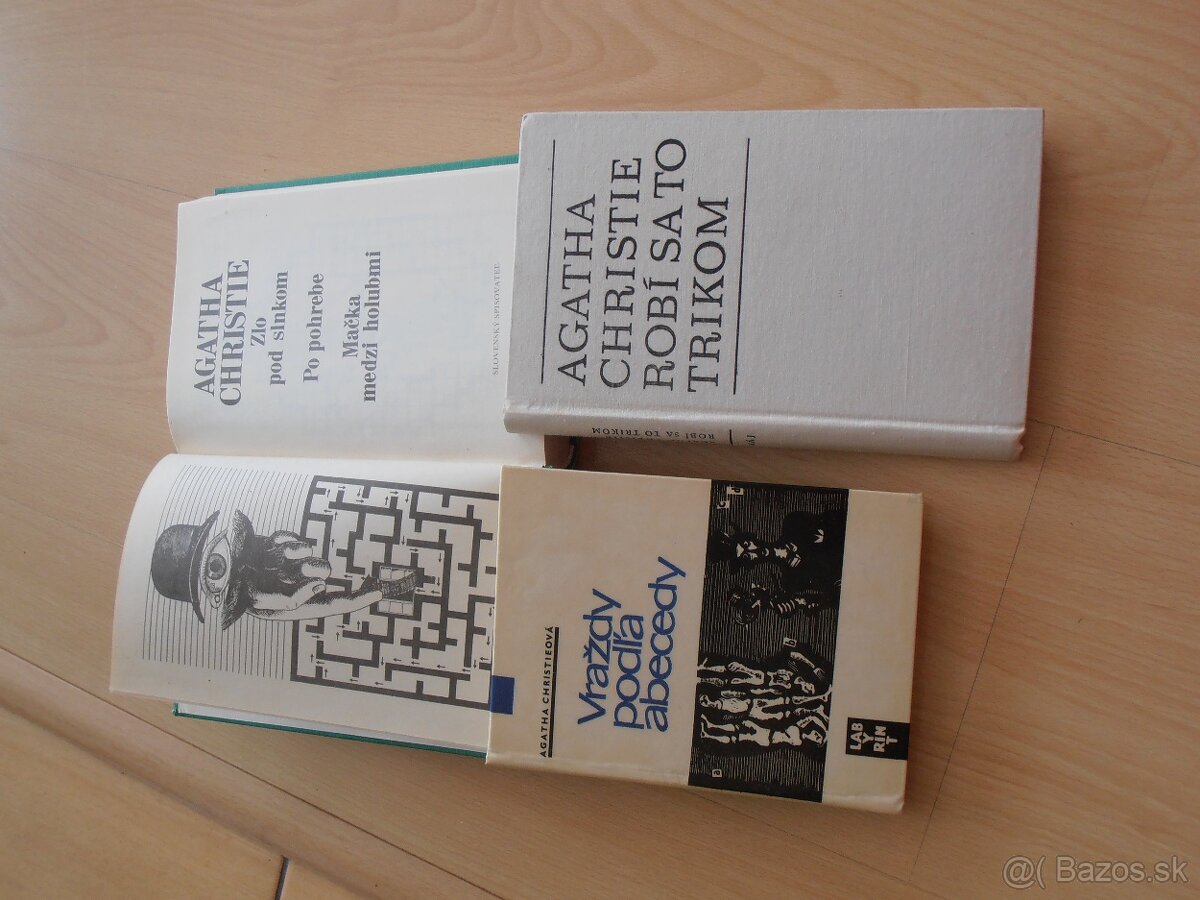 AGATHA
CHRISTIE
Zlo
pod slnkom
Po pohrebe
Mačka
medzi holubmi
SLOVENSKÝ SPISOVATEĽ
AGATHA
CHRISTIE
ROBÍ SA TO
TRIKOM
ROBÍ SA TO TRIKOM
AGATHA CHRISTIEOVÁ
Vraždy
podľa
abecedy
a
b
c
d
LAB
YRIN
T
@( Bazos.sk